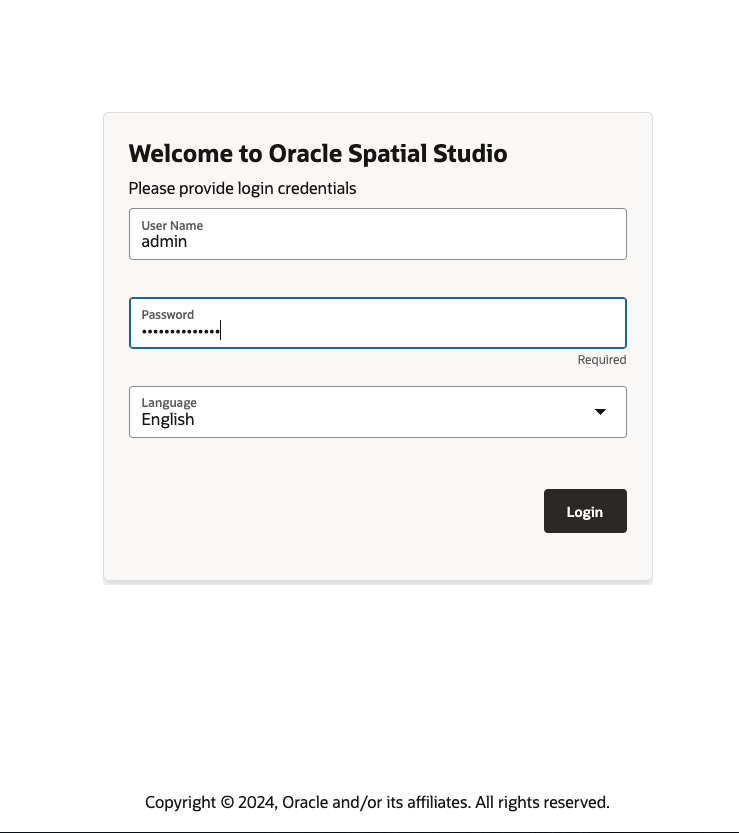 Welcome to Oracle Spatial Studio
Please provide login credentials
User Name
admin
Password
••••••••••••••
Required
Language
English
Login
Copyright © 2024, Oracle and/or its affiliates. All rights reserved.